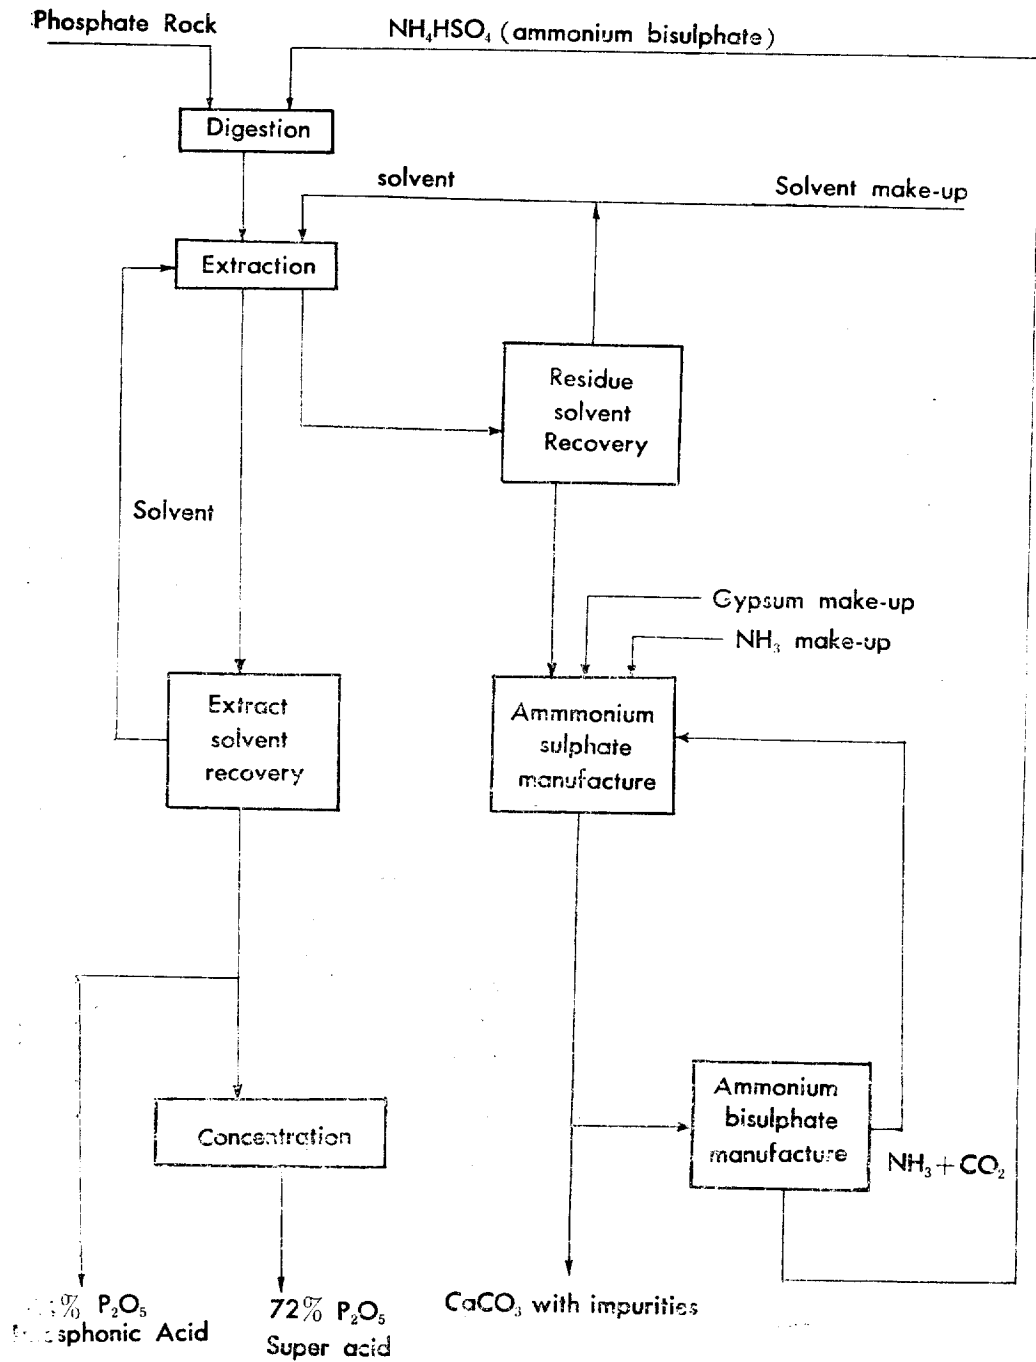 Phosphate Rock
NH₄HSO₄ (ammonium bisulphate)
Digestion
solvent
Solvent make-up
Extraction
Residue
solvent
Recovery
Solvent
Gypsum make-up
NH₃ make-up
Extract
solvent
recovery
Ammmonium
sulphate
manufacture
Ammonium
bisulphate
manufacture
NH₃+CO₂
Concentration
% P₂O₅
Acid
72% P₂O₅
Super acid
CaCO₃ with impurities